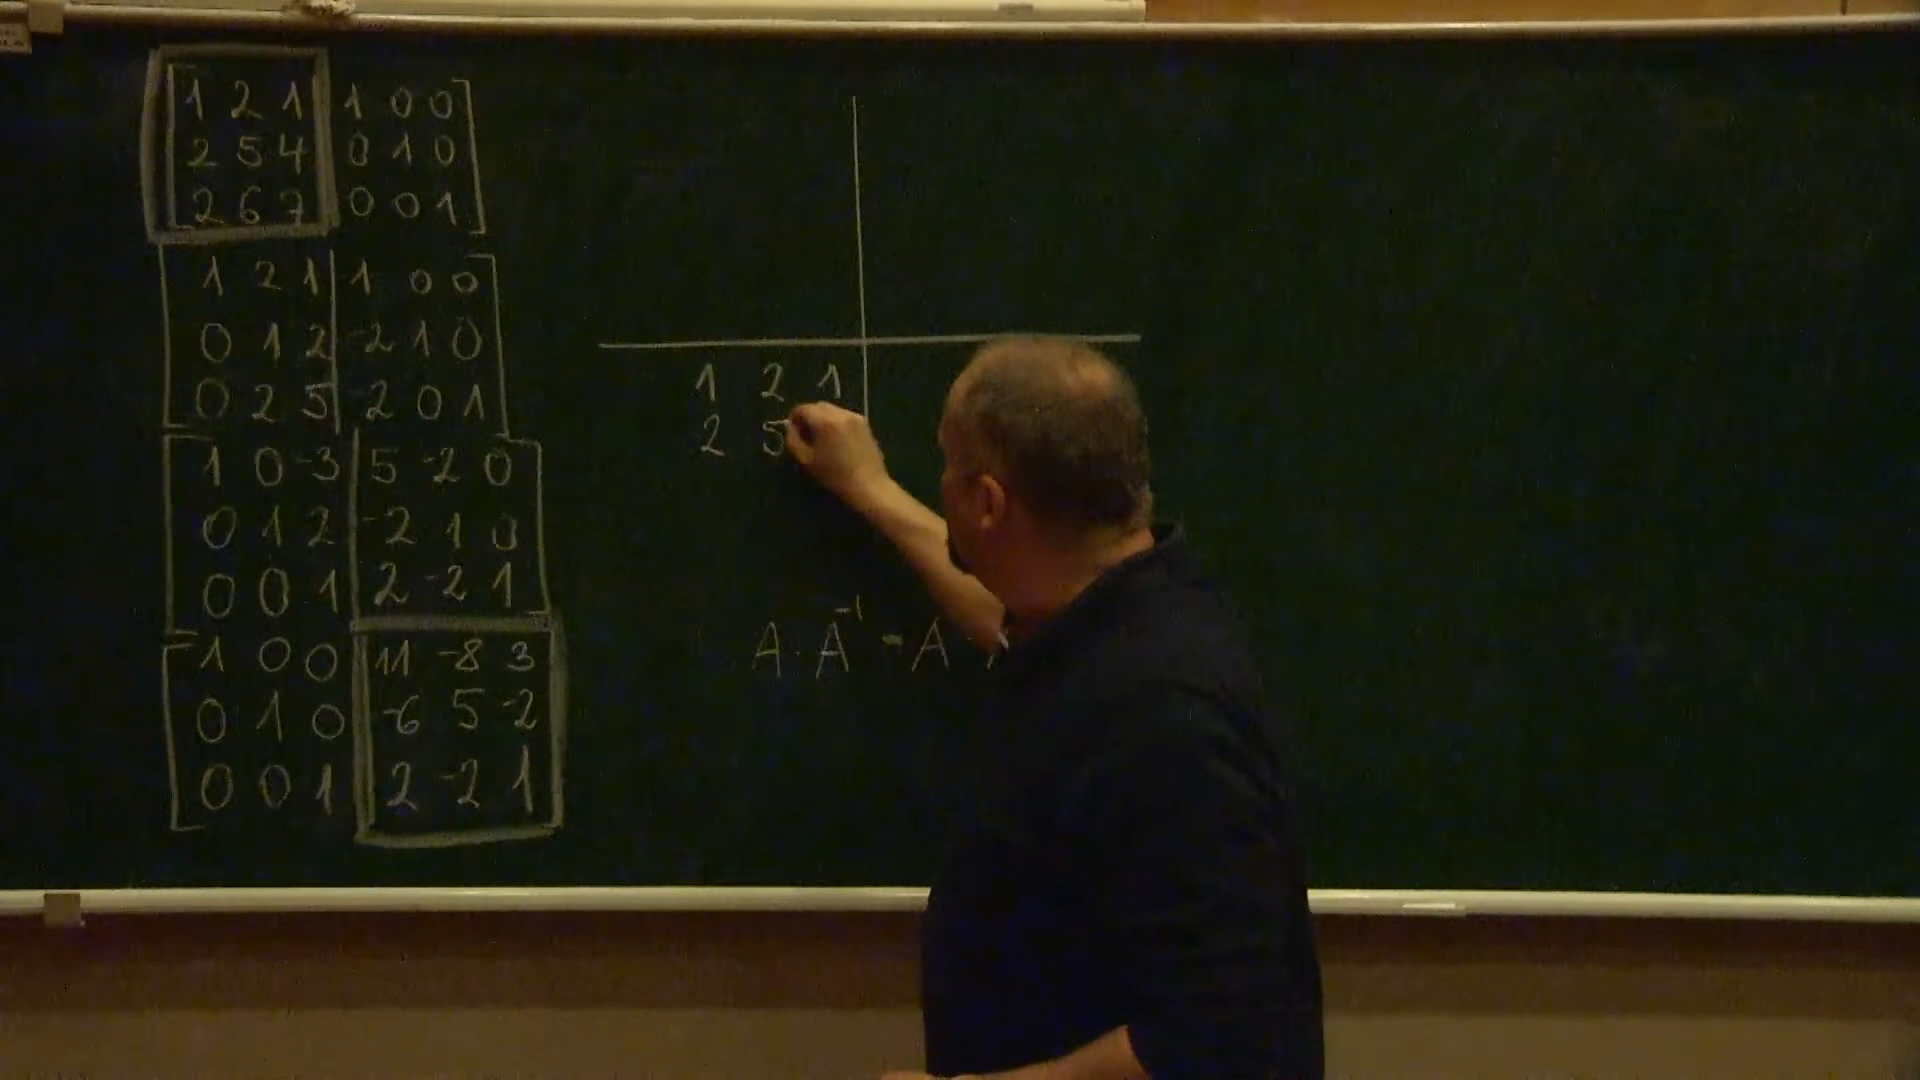 1 2 1 1 0 0
2 5 4 0 1 0
2 6 7 0 0 1
1 2 1 1 0 0
0 1 2 -2 1 0
0 2 5 -2 0 1
1 0 -3 5 -2 0
0 1 2 -2 1 0
0 0 1 2 -2 1
1 0 0 11 -8 3
0 1 0 -6 5 -2
0 0 1 2 -2 1
1 2 1
2 5
A · A⁻¹ = A